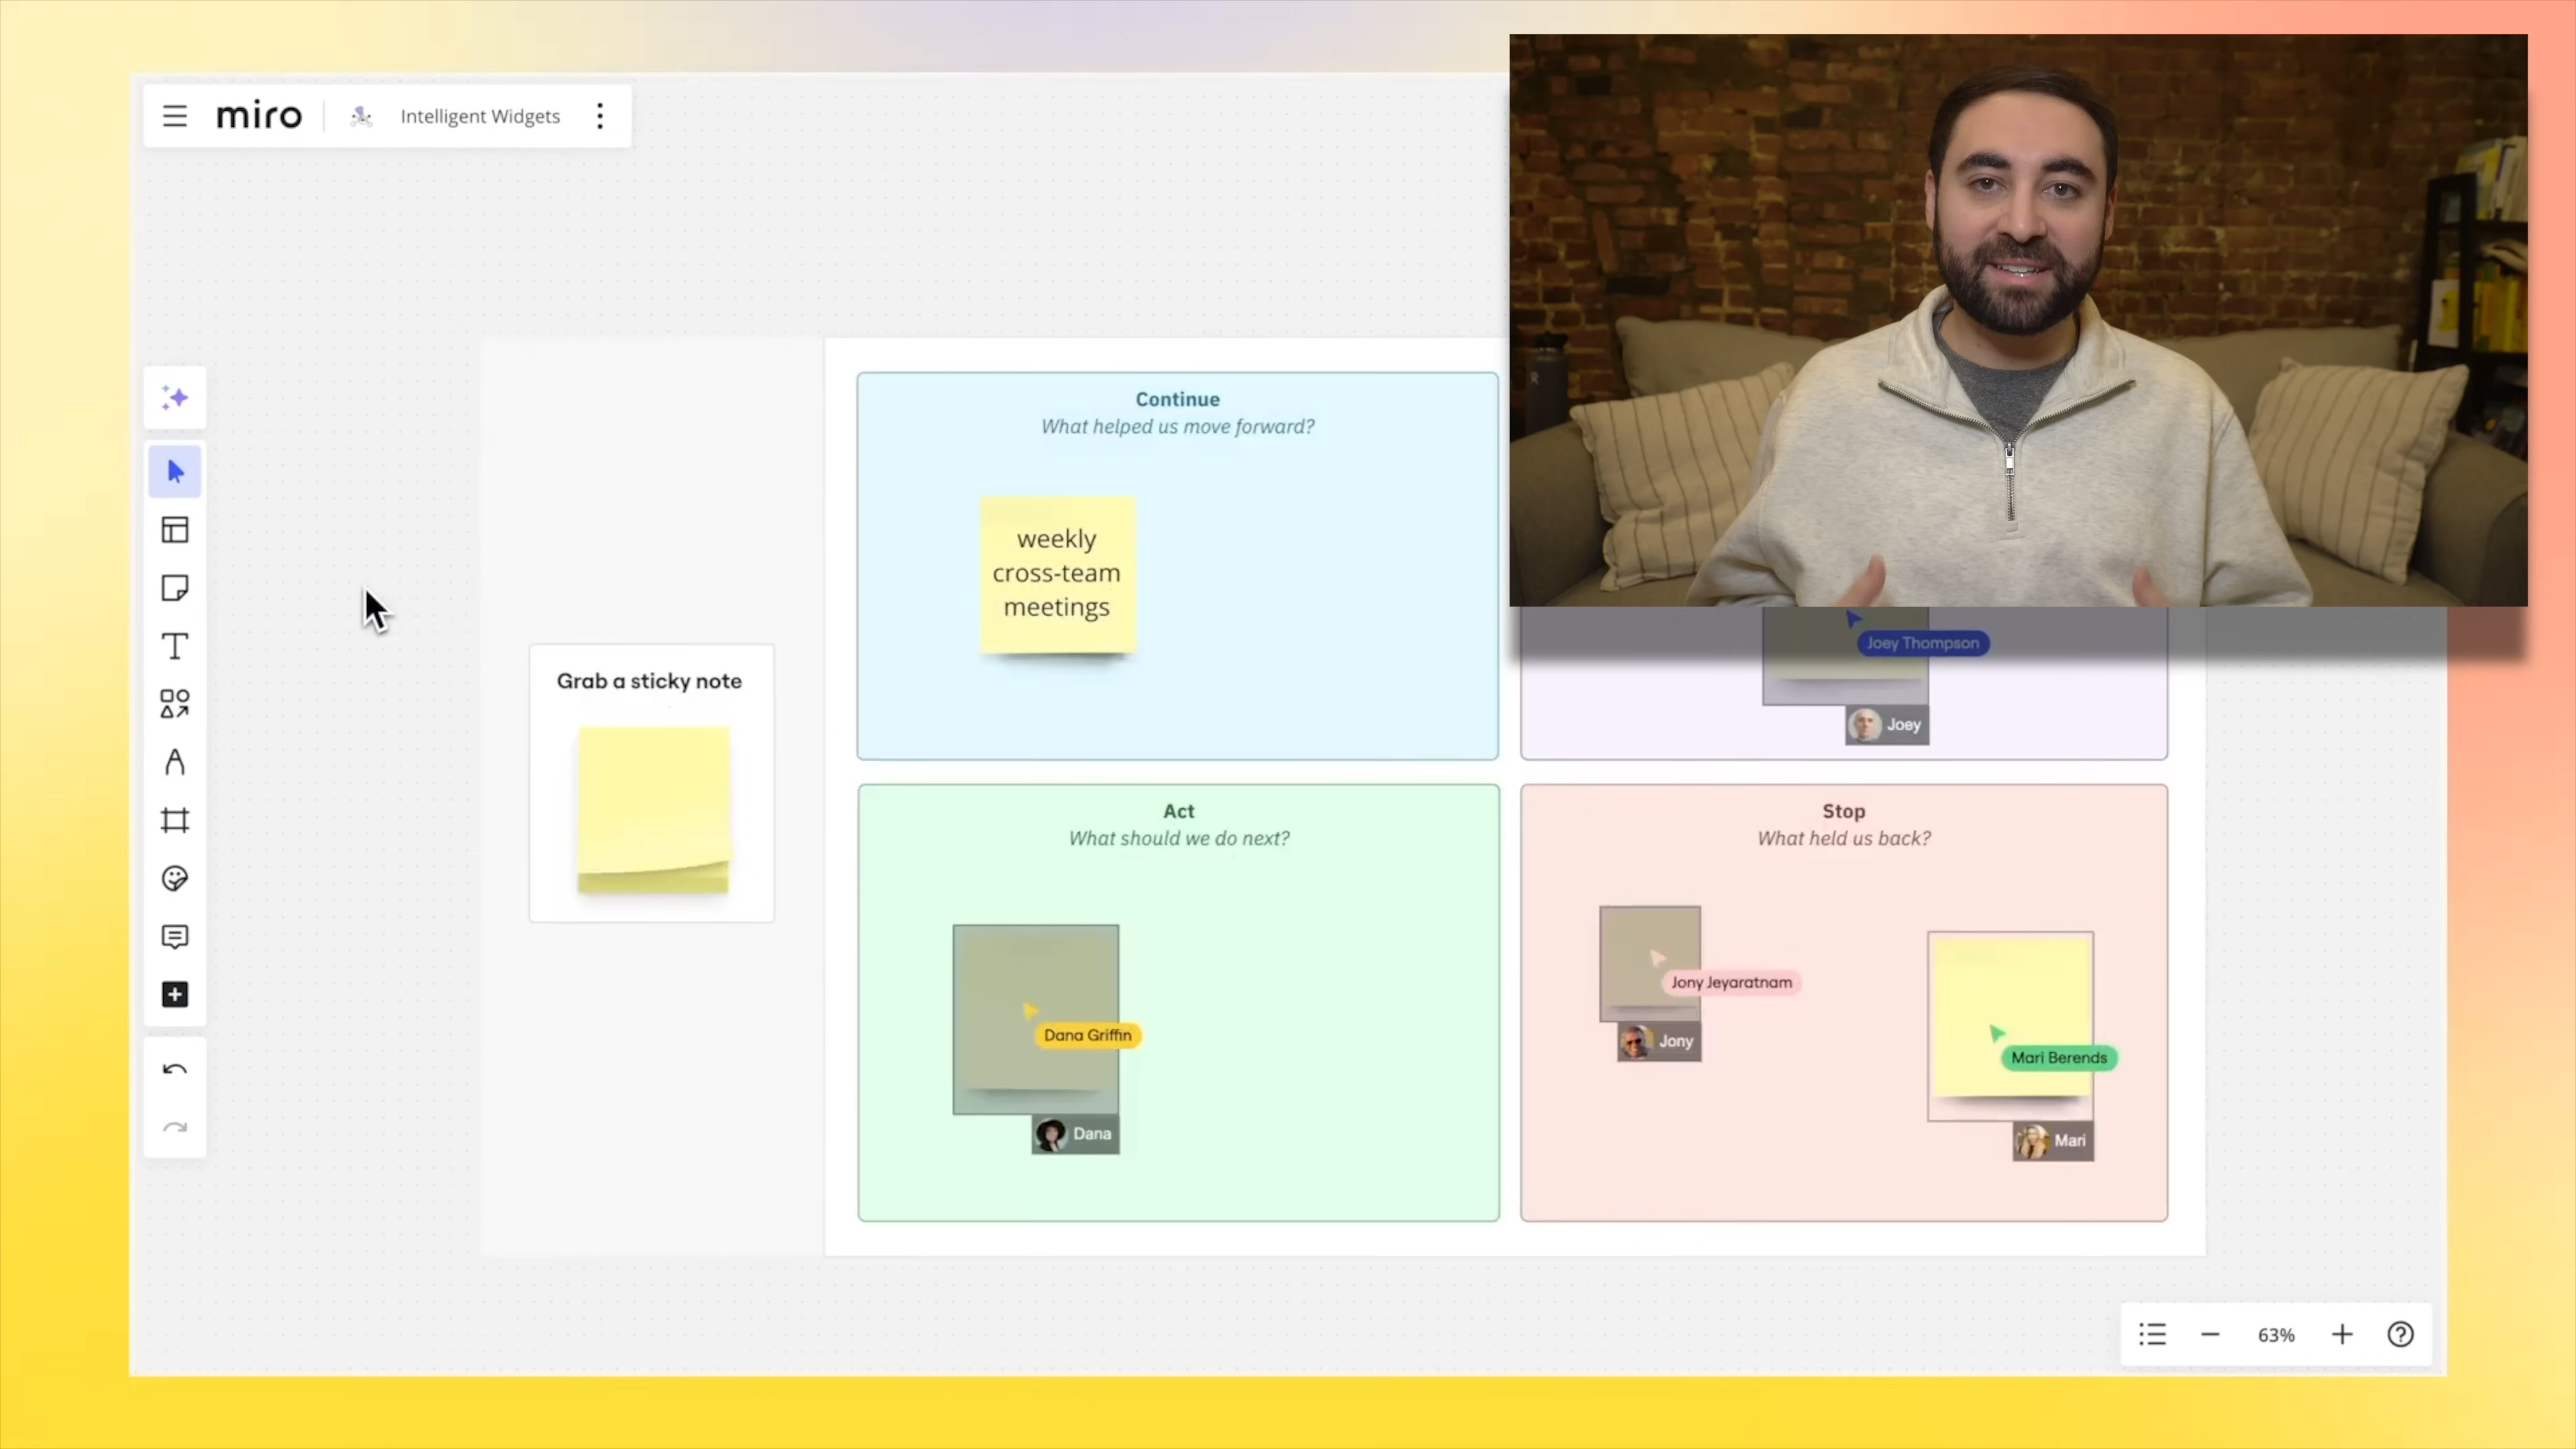 miro
Intelligent Widgets
Continue
What helped us move forward?
weekly
cross-team
meetings
Joey Thompson
Joey
Grab a sticky note
Act
What should we do next?
Dana Griffin
Dana
Stop
What held us back?
Jony Jeyaratnam
Jony
Mari Berends
Mari
63%